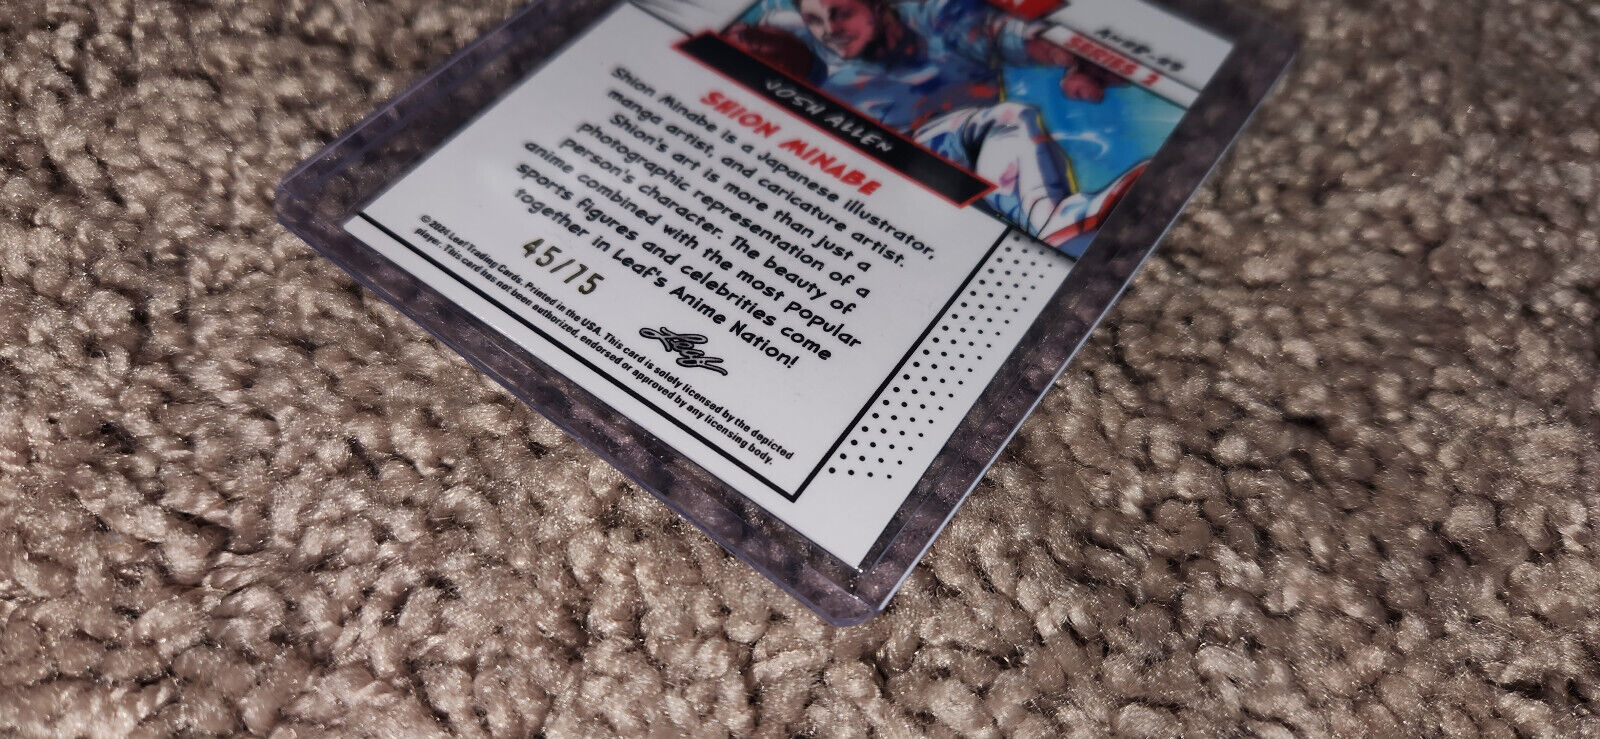 SERIES 2
JOSH ALLEN
SHION MINABE
Shion Minabe is a Japanese illustrator,
manga artist, and caricature artist.
Shion's art is more than just a
photographic representation of a
person's character. The beauty of
anime combined with the most popular
sports figures and celebrities come
together in Leaf's Anime Nation!
45/75
Leaf
©2024 Leaf Trading Cards. Printed in the USA. This card is solely licensed by the depicted
player. This card has not been authorized, endorsed or approved by any licensing body.